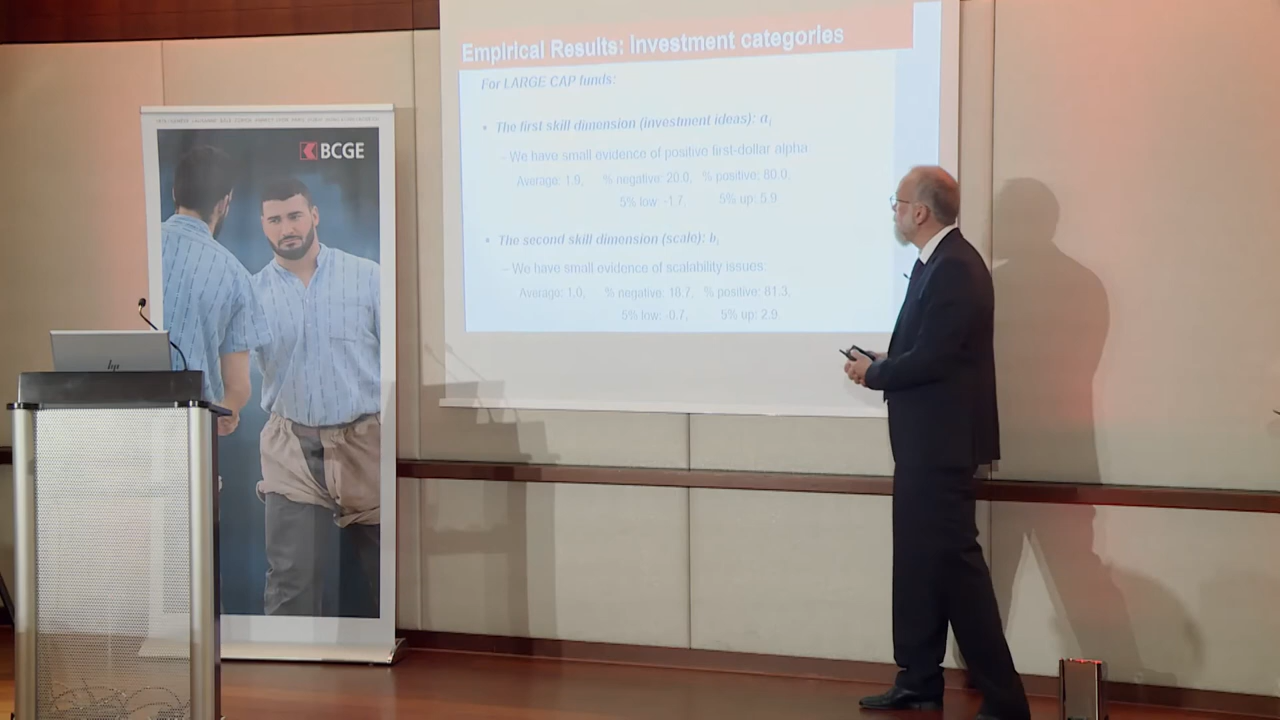 Empirical Results: Investment categories
For LARGE CAP funds:
• The first skill dimension (investment ideas): aᵢ
– We have small evidence of positive first-dollar alpha
Average: 1.9, % negative: 20.0, % positive: 80.0,
5% low: -1.7, 5% up: 5.9
• The second skill dimension (scale): bᵢ
– We have small evidence of scalability issues:
Average: 1.0, % negative: 18.7, % positive: 81.3,
5% low: -0.7, 5% up: 2.9
BCGE
hp